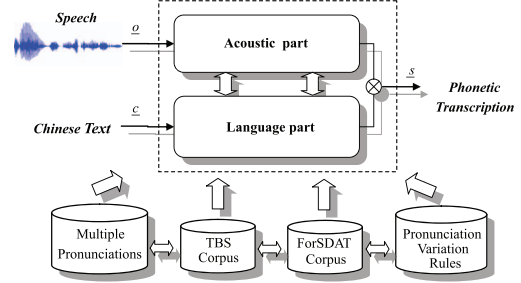 Speech
o
Acoustic part
s
Phonetic
Transcription
Chinese Text
c
Language part
Multiple
Pronunciations
TBS
Corpus
ForSDAT
Corpus
Pronunciation
Variation
Rules